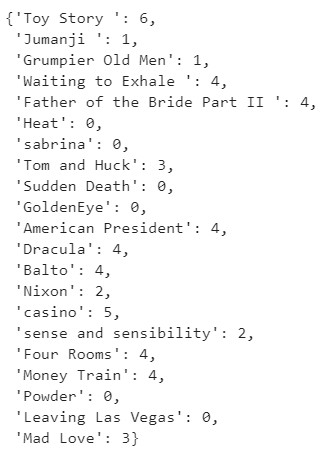 {'Toy Story ': 6,
'Jumanji ': 1,
'Grumpier Old Men': 1,
'Waiting to Exhale ': 4,
'Father of the Bride Part II ': 4,
'Heat': 0,
'sabrina': 0,
'Tom and Huck': 3,
'Sudden Death': 0,
'GoldenEye': 0,
'American President': 4,
'Dracula': 4,
'Balto': 4,
'Nixon': 2,
'casino': 5,
'sense and sensibility': 2,
'Four Rooms': 4,
'Money Train': 4,
'Powder': 0,
'Leaving Las Vegas': 0,
'Mad Love': 3}